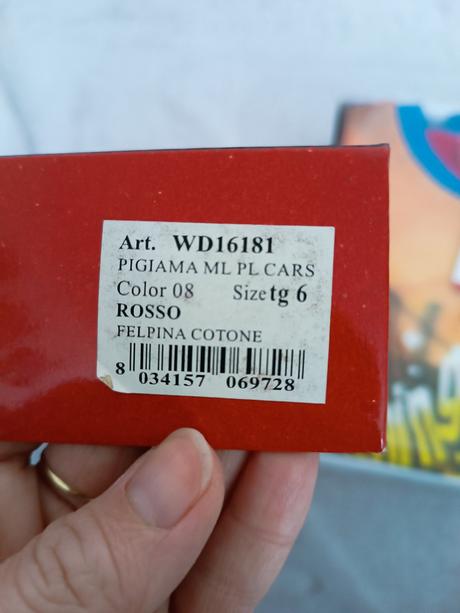 Art. WD16181
PIGIAMA ML PL CARS
Color 08 Size tg 6
ROSSO
FELPINA COTONE
8 034157 069728